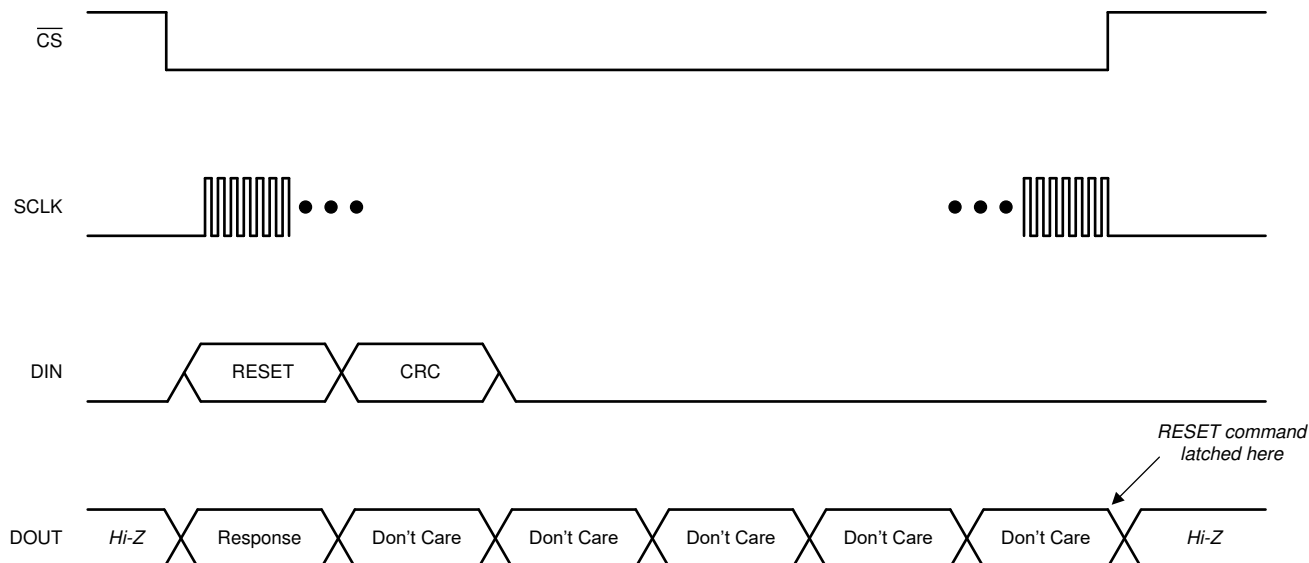 CS
SCLK
DIN
RESET CRC
RESET command
latched here
DOUT Hi-Z Response Don't Care Don't Care Don't Care Don't Care Don't Care Hi-Z